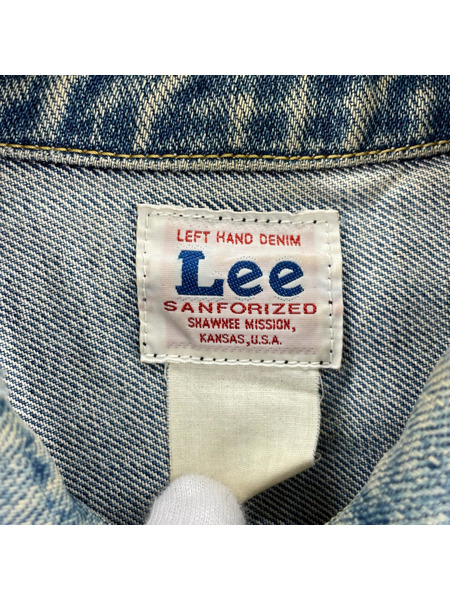 LEFT HAND DENIM
Lee
SANFORIZED
SHAWNEE MISSION,
KANSAS, U.S.A.